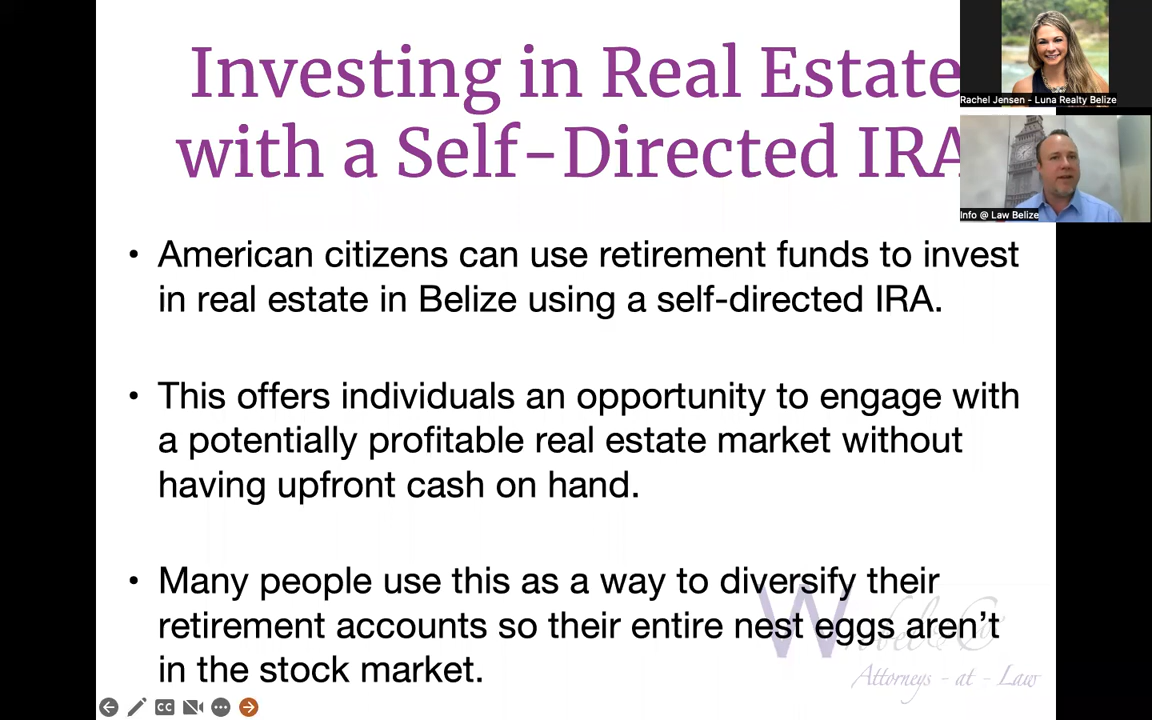 Investing in Real Estate
with a Self-Directed IRA
Rachel Jensen - Luna Realty Belize
Info @ Law Belize
• American citizens can use retirement funds to invest
in real estate in Belize using a self-directed IRA.
• This offers individuals an opportunity to engage with
a potentially profitable real estate market without
having upfront cash on hand.
• Many people use this as a way to diversify their
retirement accounts so their entire nest eggs aren’t
in the stock market.
Attorneys - at - Law
CC